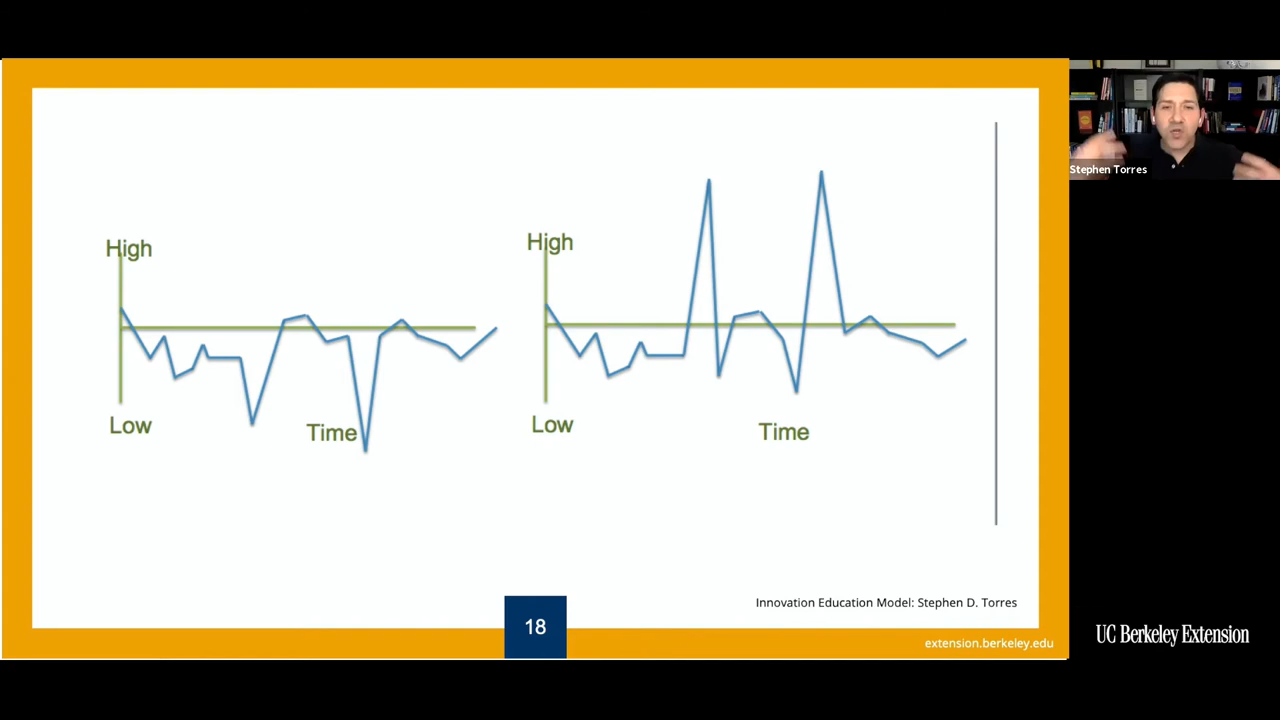 High
Low
Time
High
Low
Time
Innovation Education Model: Stephen D. Torres
18
extension.berkeley.edu
Stephen Torres
UC Berkeley Extension